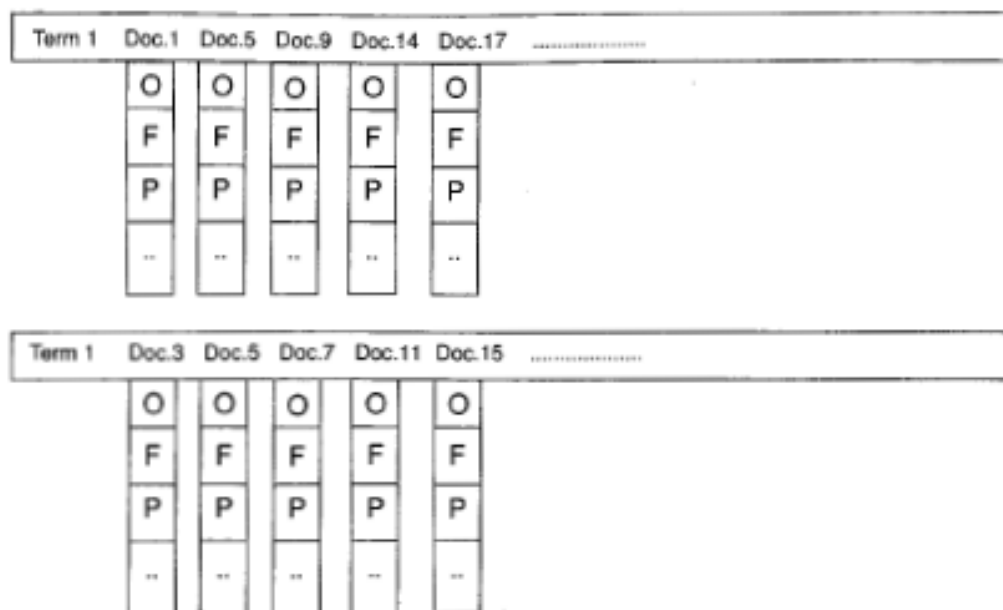 Term 1 Doc.1 Doc.5 Doc.9 Doc.14 Doc.17 ...................
O O O O O
F F F F F
P P P P P
.. .. .. .. ..
Term 1 Doc.3 Doc.5 Doc.7 Doc.11 Doc.15 ...................
O O O O O
F F F F F
P P P P P
.. .. .. .. ..